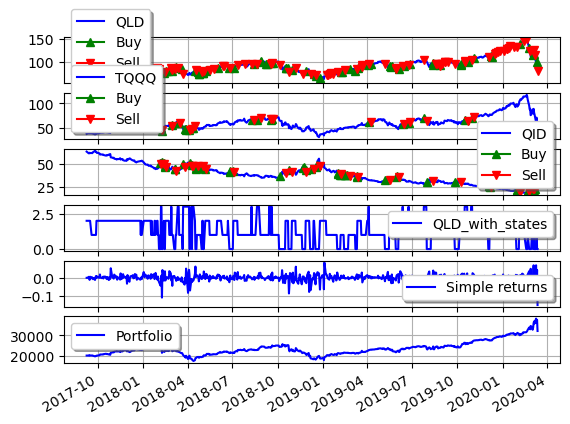 QLD
Buy
Sell
150
100
TQQQ
Buy
Sell
100
50
QID
Buy
Sell
50
25
QLD_with_states
2.5
0.0
Simple returns
0.0
−0.1
Portfolio
30000
20000
2017-10
2018-01
2018-04
2018-07
2018-10
2019-01
2019-04
2019-07
2019-10
2020-01
2020-04